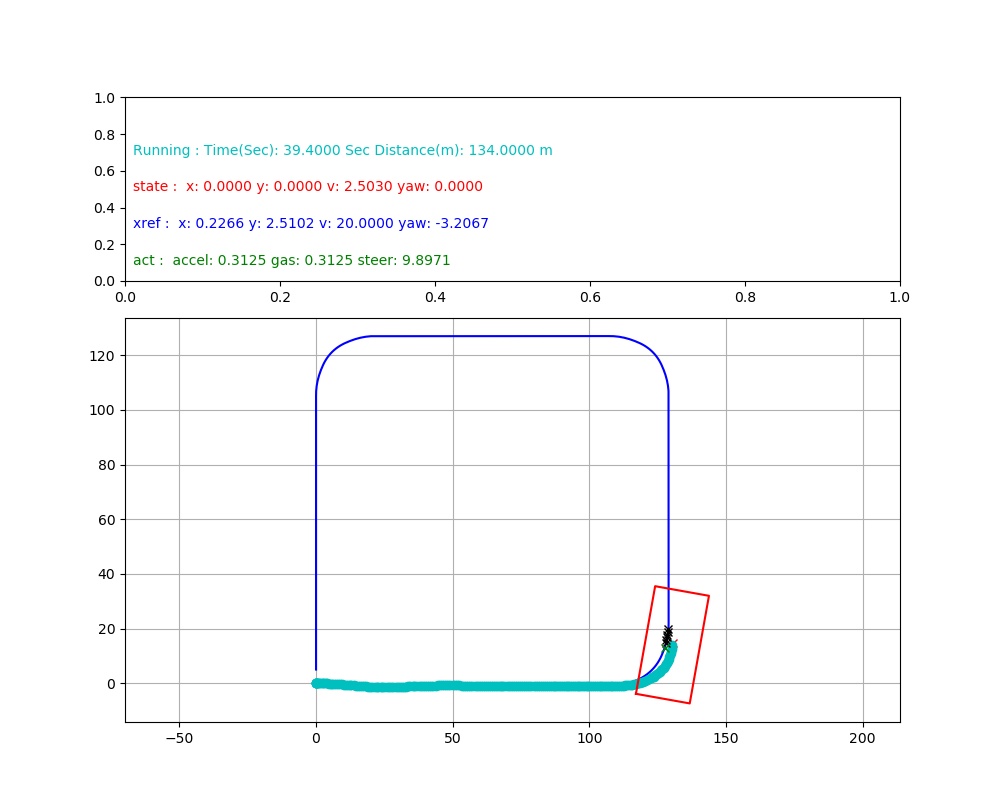 1.0
0.8
Running : Time(Sec): 39.4000 Sec Distance(m): 134.0000 m
0.6
state :  x: 0.0000 y: 0.0000 v: 2.5030 yaw: 0.0000
0.4
xref :  x: 0.2266 y: 2.5102 v: 20.0000 yaw: -3.2067
0.2
act :  accel: 0.3125 gas: 0.3125 steer: 9.8971
0.0
0.0 0.2 0.4 0.6 0.8 1.0
120
100
80
60
40
20
0
−50 0 50 100 150 200